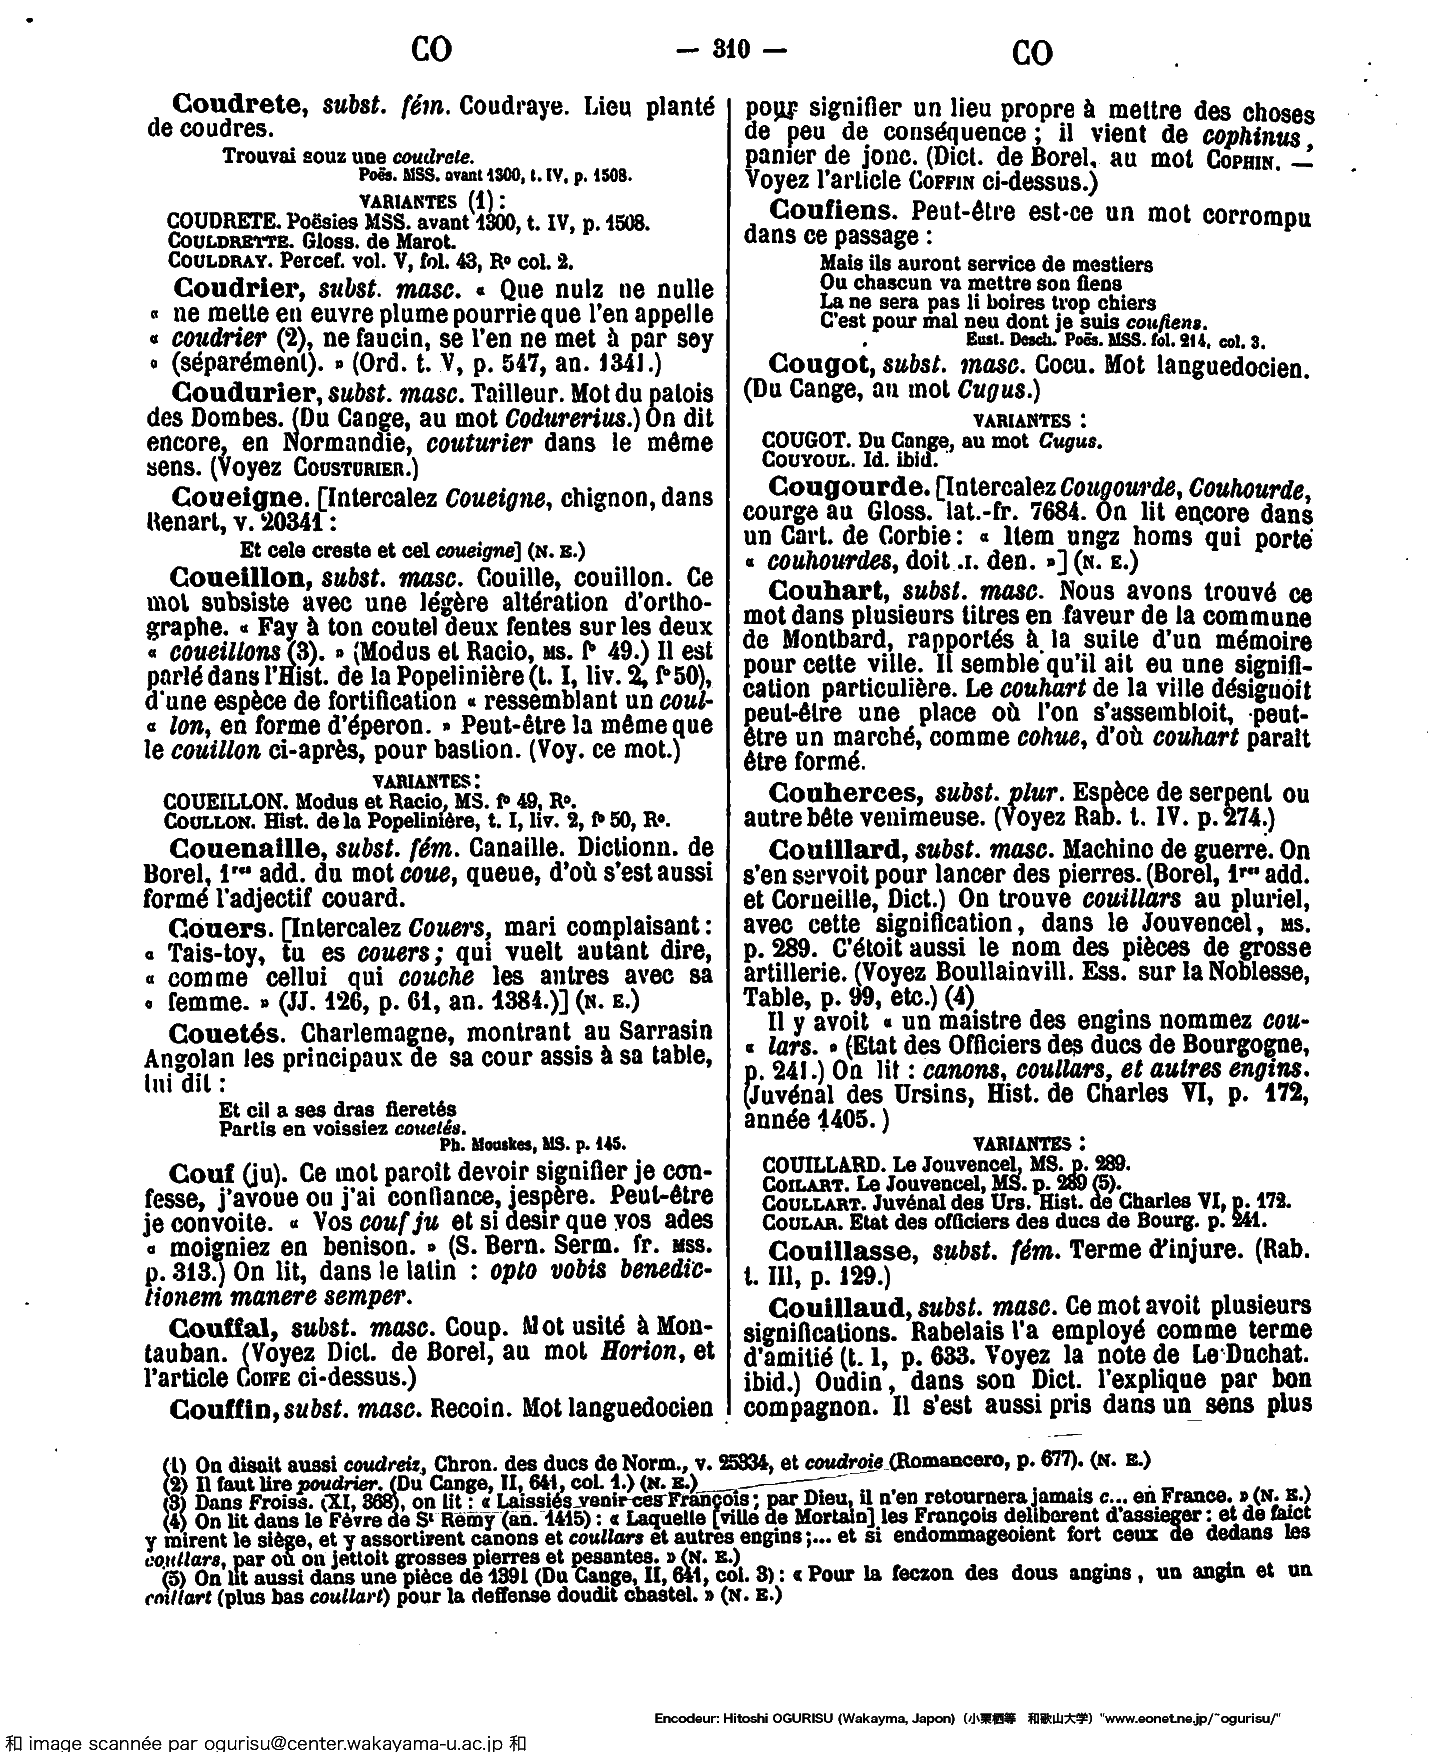 CO
— 310 —
CO
Coudrete, subst. fém. Coudraye. Lieu planté
de coudres.
Trouvai souz une coudrete.
Poës. MSS. avant 1300, t. IV, p. 1508.
VARIANTES (1) :
COUDRETE. Poësies MSS. avant 1300, t. IV, p. 1508.
COULDRETTE. Gloss. de Marot.
COULDRAY. Percef. vol. V, fol. 43, Rº col. 2.
Coudrier, subst. masc. « Que nulz ne nulle
« ne mette en euvre plume pourrie que l'en appelle
« coudrier (2), ne faucin, se l'en ne met à par soy
« (séparément). » (Ord. t. V, p. 547, an. 1341.)
Coudurier, subst. masc. Tailleur. Mot du patois
des Dombes. (Du Cange, au mot Codurerius.) On dit
encore, en Normandie, couturier dans le même
sens. (Voyez COUSTURIER.)
Coueigne. [Intercalez Coueigne, chignon, dans
Renart, v. 20341 :
Et cele creste et cel coueigne] (N. E.)
Coueillon, subst. masc. Couille, couillon. Ce
mot subsiste avec une légère altération d'ortho-
graphe. « Fay à ton coutel deux fentes sur les deux
« coueillons (3). » (Modus et Racio, MS. fº 49.) Il est
parlé dans l'Hist. de la Popelinière (t. I, liv. 2, fº 50),
d'une espèce de fortification « ressemblant un coul-
« lon, en forme d'éperon. » Peut-être la même que
le couillon ci-après, pour bastion. (Voy. ce mot.)
VARIANTES :
COUEILLON. Modus et Racio, MS. fº 49, Rº.
COULLON. Hist. de la Popelinière, t. I, liv. 2, fº 50, Rº.
Couenaille, subst. fém. Canaille. Dictionn. de
Borel, 1res add. du mot coue, queue, d'où s'est aussi
formé l'adjectif couard.
Couers. [Intercalez Couers, mari complaisant :
« Tais-toy, tu es couers ; qui vuelt autant dire,
« comme cellui qui couche les autres avec sa
« femme. » (JJ. 126, p. 61, an. 1384.)] (N. E.)
Couetés. Charlemagne, montrant au Sarrasin
Angolan les principaux de sa cour assis à sa table,
lui dit :
Et cil a ses dras fieretés
Partis en voissiez couetés.
Ph. Mouskes, MS. p. 145.
Couf (ju). Ce mot paroît devoir signifier je con-
fesse, j'avoue ou j'ai confiance, jespère. Peut-être
je convoite. « Vos couf ju et si desir que vos ades
« moigniez en benison. » (S. Bern. Serm. fr. MSS.
p. 313.) On lit, dans le latin : opto vobis benedic-
tionem manere semper.
Couffal, subst. masc. Coup. Mot usité à Mon-
tauban. (Voyez Dict. de Borel, au mot Horion, et
l'article COIFE ci-dessus.)
Couffin, subst. masc. Recoin. Mot languedocien
pour signifier un lieu propre à mettre des choses
de peu de conséquence ; il vient de cophinus,
panier de jonc. (Dict. de Borel, au mot COPHIN. —
Voyez l'article COFFIN ci-dessus.)
Coufiens. Peut-être est-ce un mot corrompu
dans ce passage :
Mais ils auront service de mestiers
Ou chascun va mettre son fiens
La ne sera pas li boires trop chiers
C'est pour mal neu dont je suis coufiens.
Eust. Desch. Poës. MSS. fol. 214, col. 3.
Cougot, subst. masc. Cocu. Mot languedocien.
(Du Cange, au mot Cugus.)
VARIANTES :
COUGOT. Du Cange, au mot Cugus.
COUYOUL. Id. ibid.
Cougourde. [Intercalez Cougourde, Couhourde,
courge au Gloss. lat.-fr. 7684. On lit encore dans
un Cart. de Corbie : « Item ungz homs qui porte
« couhourdes, doit .I. den. »] (N. E.)
Couhart, subst. masc. Nous avons trouvé ce
mot dans plusieurs titres en faveur de la commune
de Montbard, rapportés à la suite d'un mémoire
pour cette ville. Il semble qu'il ait eu une signifi-
cation particulière. Le couhart de la ville désignoit
peut-être une place où l'on s'assembloit, peut-
être un marché, comme cohue, d'où couhart parait
être formé.
Couherces, subst. plur. Espèce de serpent ou
autre bête venimeuse. (Voyez Rab. t. IV. p. 274.)
Couillard, subst. masc. Machine de guerre. On
s'en servoit pour lancer des pierres. (Borel, 1res add.
et Corneille, Dict.) On trouve couillars au pluriel,
avec cette signification, dans le Jouvencel, MS.
p. 289. C'étoit aussi le nom des pièces de grosse
artillerie. (Voyez Boullainvill. Ess. sur la Noblesse,
Table, p. 99, etc.) (4)
Il y avoit « un maistre des engins nommez cou-
« lars. » (Etat des Officiers des ducs de Bourgogne,
p. 241.) On lit : canons, coullars, et autres engins.
(Juvénal des Ursins, Hist. de Charles VI, p. 172,
année 1405.)
VARIANTES :
COUILLARD. Le Jouvencel, MS. p. 289.
COILART. Le Jouvencel, MS. p. 289 (5).
COULLART. Juvénal des Urs. Hist. de Charles VI, p. 172.
COULAR. Etat des officiers des ducs de Bourg. p. 241.
Couillasse, subst. fém. Terme d'injure. (Rab.
t. III, p. 129.)
Couillaud, subst. masc. Ce mot avoit plusieurs
significations. Rabelais l'a employé comme terme
d'amitié (t. I, p. 633. Voyez la note de Le Duchat.
ibid.) Oudin, dans son Dict. l'explique par bon
compagnon. Il s'est aussi pris dans un sens plus
(1) On disait aussi coudreiz, Chron. des ducs de Norm., v. 25334, et coudroie (Romancero, p. 677). (N. E.)
(2) Il faut lire poudrier. (Du Cange, II, 641, col. 1.) (N. E.)
(3) Dans Froiss. (XI, 368), on lit : « Laissiés venir ces François ; par Dieu, il n'en retournera jamais c... en France. » (N. E.)
(4) On lit dans le Fèvre de St Remy (an. 1415) : « Laquelle [ville de Mortain] les François deliberent d'assieger : et de faict
y mirent le siège, et y assortirent canons et coullars et autres engins ;... et si endommageoient fort ceux de dedans les
coullars, par où on jettoit grosses pierres et pesantes. » (N. E.)
(5) On lit aussi dans une pièce de 1391 (Du Cange, II, 641, col. 3) : « Pour la feczon des dous angins, un angin et un
coillart (plus bas coullart) pour la deffense doudit chastel. » (N. E.)
Encodeur: Hitoshi OGURISU (Wakayma, Japon) (小栗栖等 和歌山大学) "www.eonet.ne.jp/~ogurisu/"
和 image scannée par ogurisu@center.wakayama-u.ac.jp 和